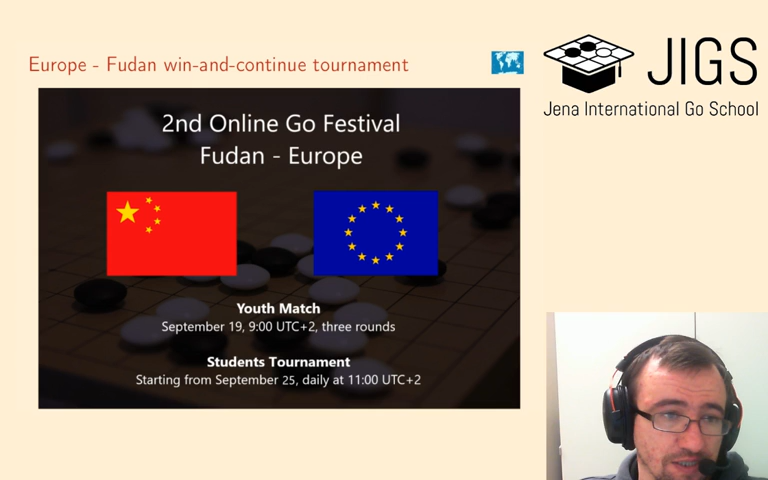 Europe - Fudan win-and-continue tournament
JIGS
Jena International Go School
2nd Online Go Festival
Fudan - Europe
Youth Match
September 19, 9:00 UTC+2, three rounds
Students Tournament
Starting from September 25, daily at 11:00 UTC+2